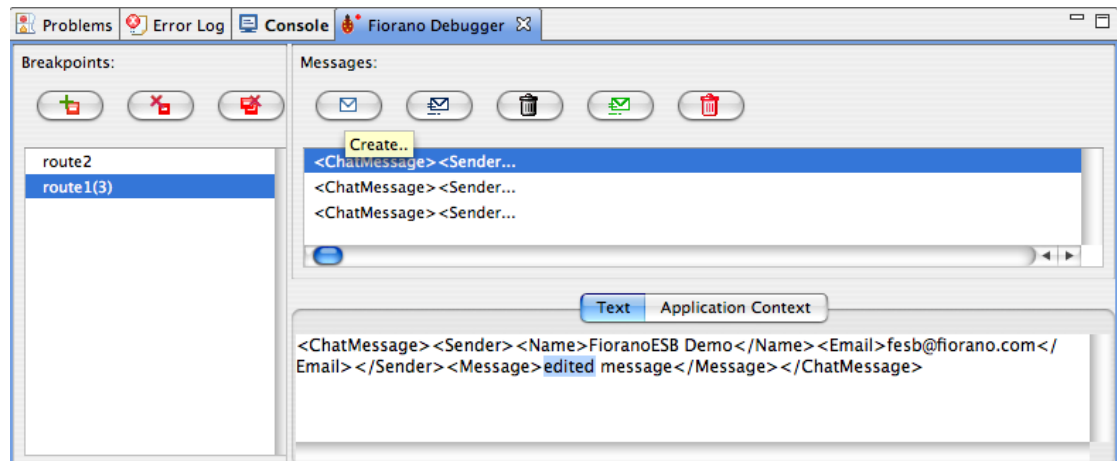 Problems Error Log Console Fiorano Debugger
Breakpoints:
Messages:
Create..
route2
route1(3)
<ChatMessage><Sender...
<ChatMessage><Sender...
<ChatMessage><Sender...
Text Application Context
<ChatMessage><Sender><Name>FioranoESB Demo</Name><Email>fesb@fiorano.com</
Email></Sender><Message>edited message</Message></ChatMessage>